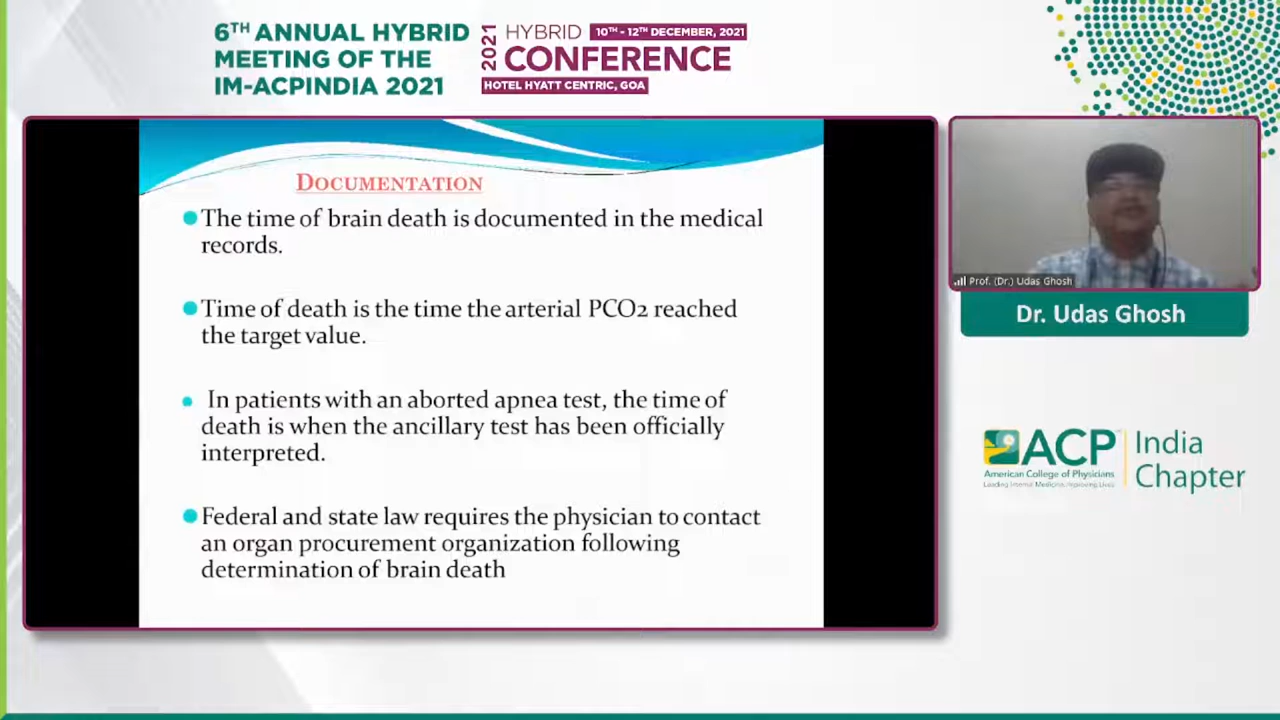 6TH ANNUAL HYBRID
MEETING OF THE
IM-ACPINDIA 2021
2021
HYBRID 10TH - 12TH DECEMBER, 2021
CONFERENCE
HOTEL HYATT CENTRIC, GOA
DOCUMENTATION
The time of brain death is documented in the medical
records.
Time of death is the time the arterial PCO2 reached
the target value.
In patients with an aborted apnea test, the time of
death is when the ancillary test has been officially
interpreted.
Federal and state law requires the physician to contact
an organ procurement organization following
determination of brain death
Prof. (Dr.) Udas Ghosh
Dr. Udas Ghosh
ACP
American College of Physicians
Leading Internal Medicine, Improving Lives
India
Chapter